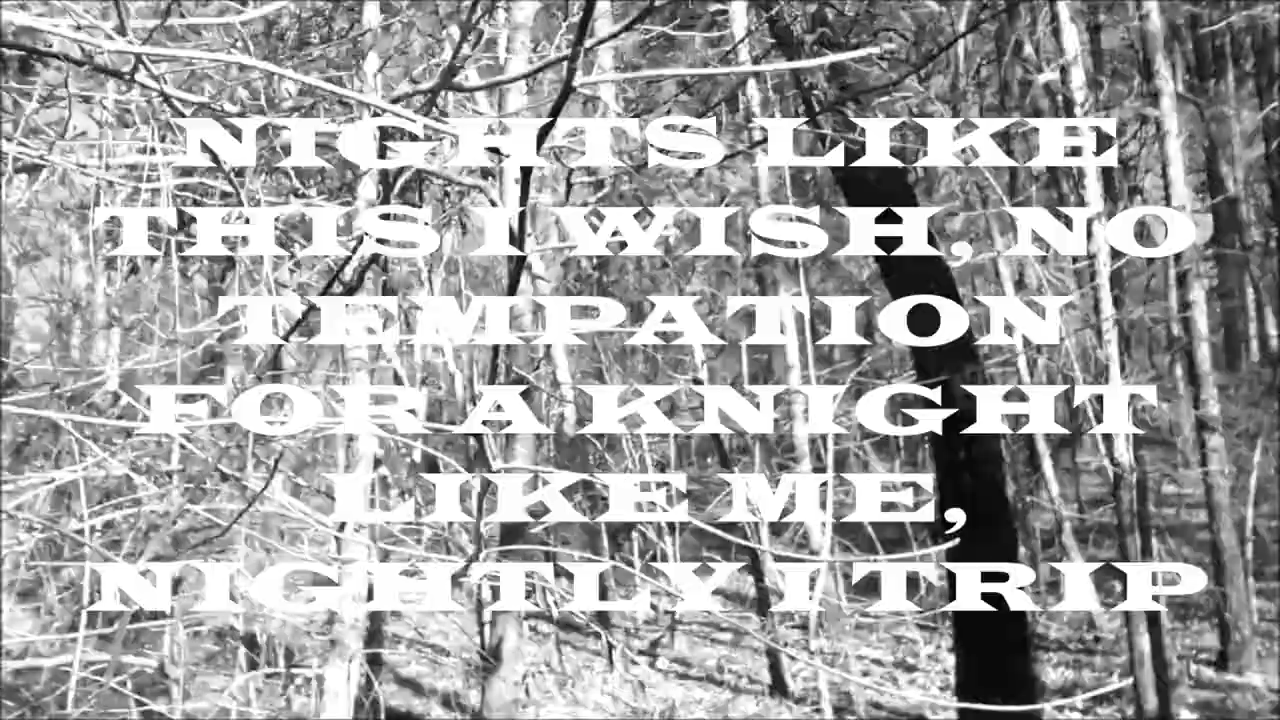 NIGHTS LIKE
THIS I WISH, NO
TEMPATION
FOR A KNIGHT
LIKE ME,
NIGHTLY I TRIP